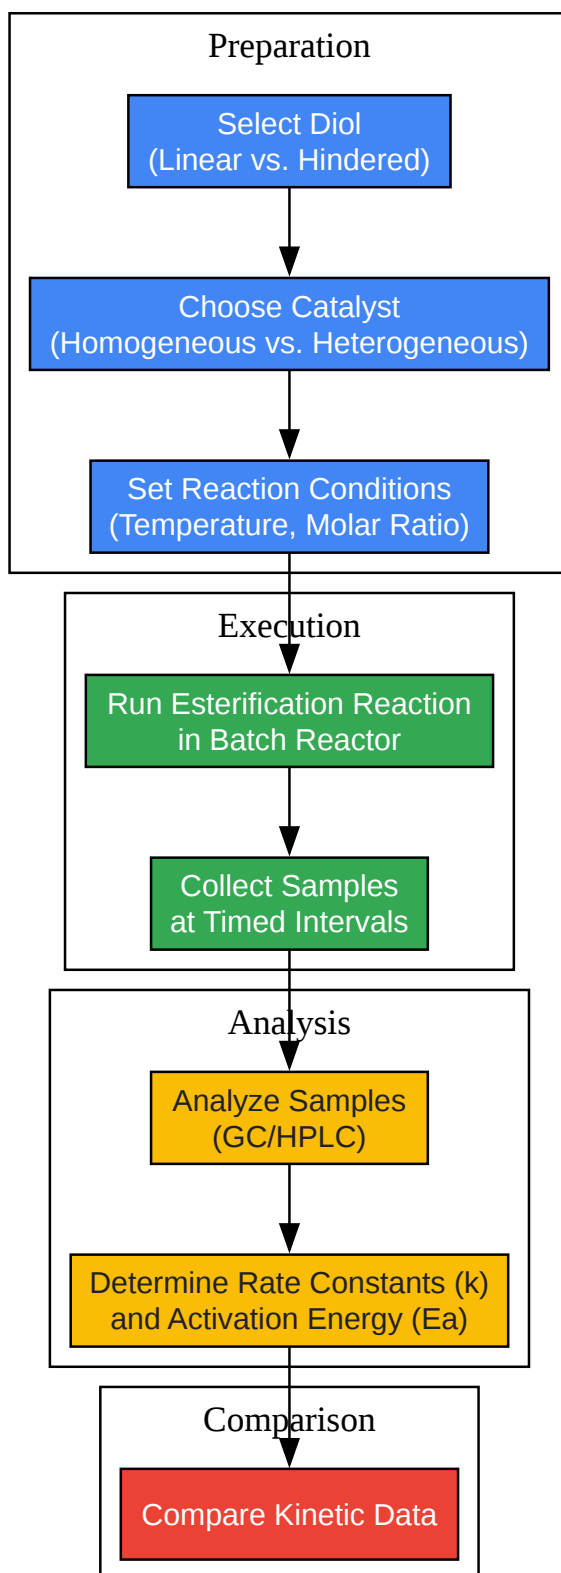 Preparation
Select Diol
(Linear vs. Hindered)
Choose Catalyst
(Homogeneous vs. Heterogeneous)
Set Reaction Conditions
(Temperature, Molar Ratio)
Execution
Run Esterification Reaction
in Batch Reactor
Collect Samples
at Timed Intervals
Analysis
Analyze Samples
(GC/HPLC)
Determine Rate Constants (k)
and Activation Energy (Ea)
Comparison
Compare Kinetic Data